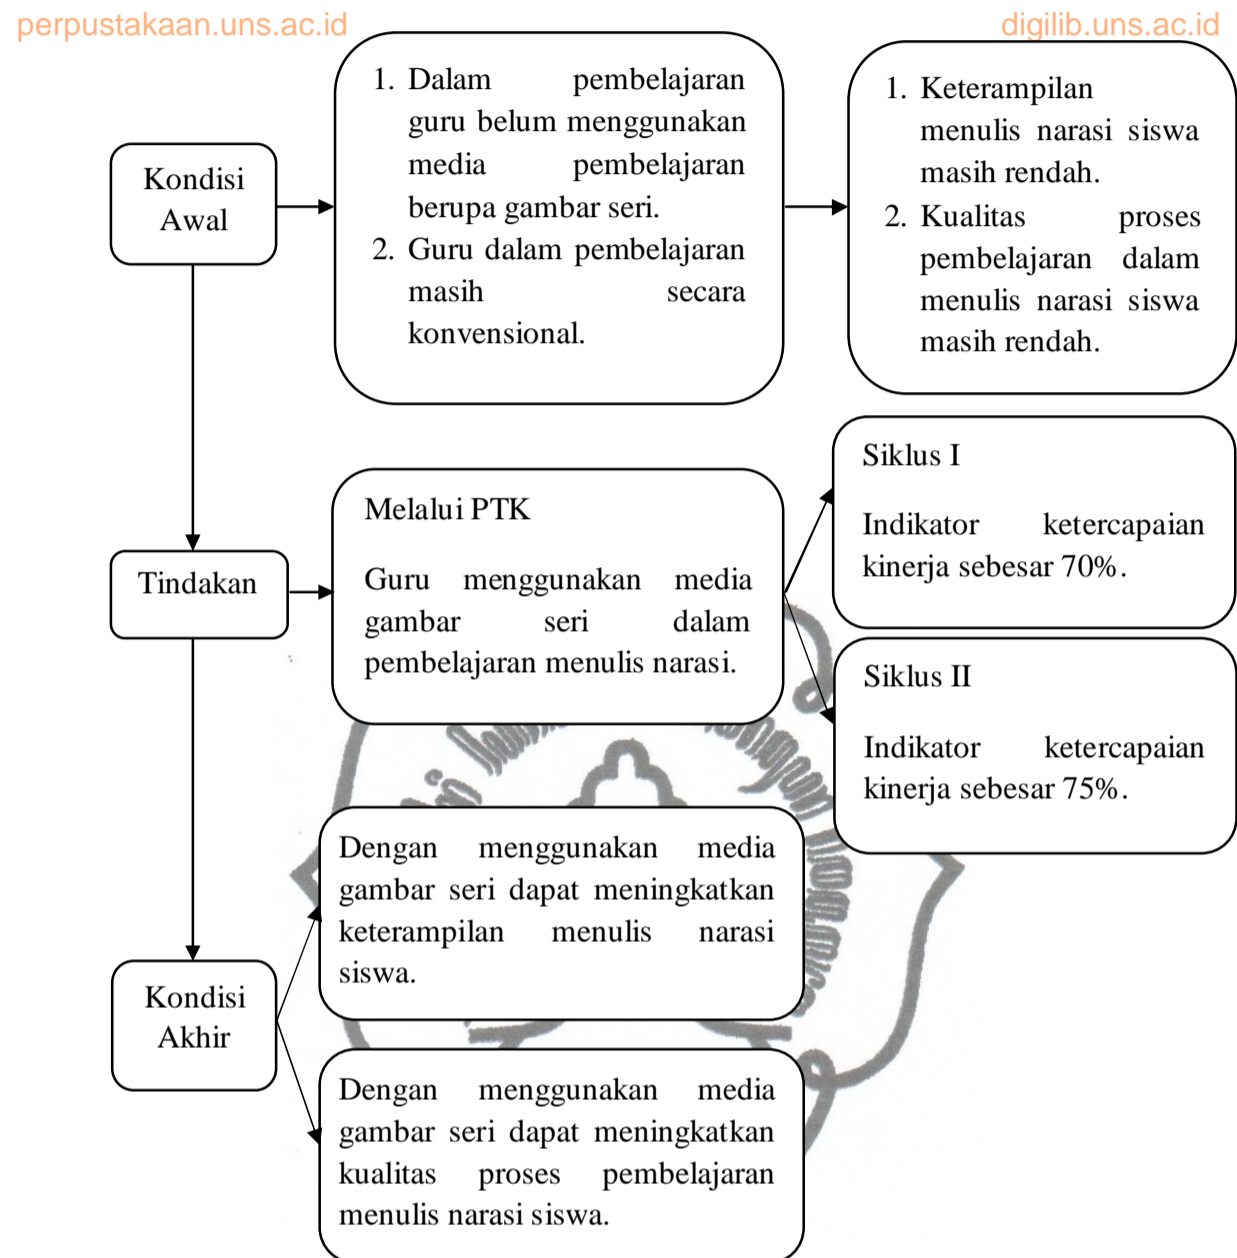 perpustakaan.uns.ac.id
digilib.uns.ac.id
Kondisi
Awal
1. Dalam pembelajaran
guru belum menggunakan
media pembelajaran
berupa gambar seri.
2. Guru dalam pembelajaran
masih secara
konvensional.
1. Keterampilan
menulis narasi siswa
masih rendah.
2. Kualitas proses
pembelajaran dalam
menulis narasi siswa
masih rendah.
Tindakan
Melalui PTK
Guru menggunakan media
gambar seri dalam
pembelajaran menulis narasi.
Siklus I
Indikator ketercapaian
kinerja sebesar 70%.
Siklus II
Indikator ketercapaian
kinerja sebesar 75%.
Kondisi
Akhir
Dengan menggunakan media
gambar seri dapat meningkatkan
keterampilan menulis narasi
siswa.
Dengan menggunakan media
gambar seri dapat meningkatkan
kualitas proses pembelajaran
menulis narasi siswa.